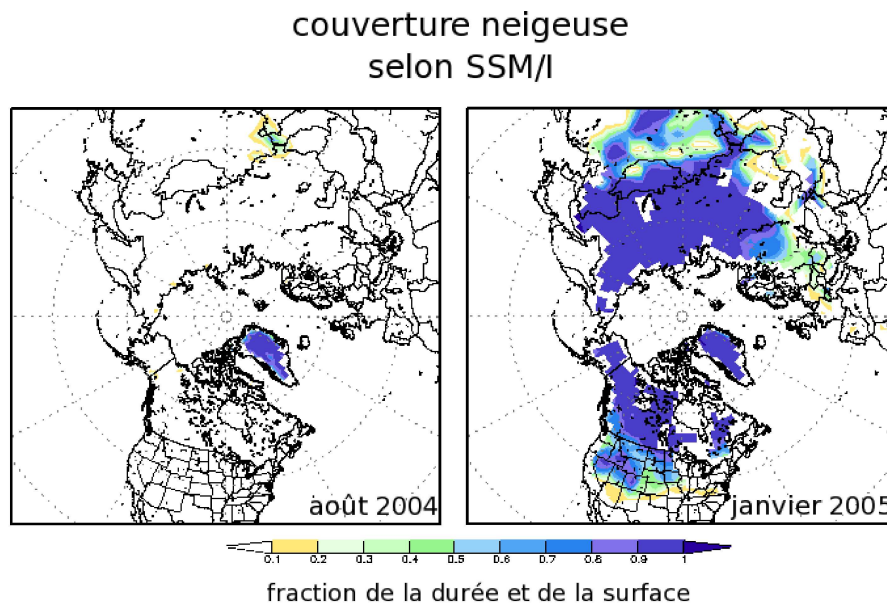 couverture neigeuse
selon SSM/I
août 2004
janvier 2005
0.1 0.2 0.3 0.4 0.5 0.6 0.7 0.8 0.9 1
fraction de la durée et de la surface